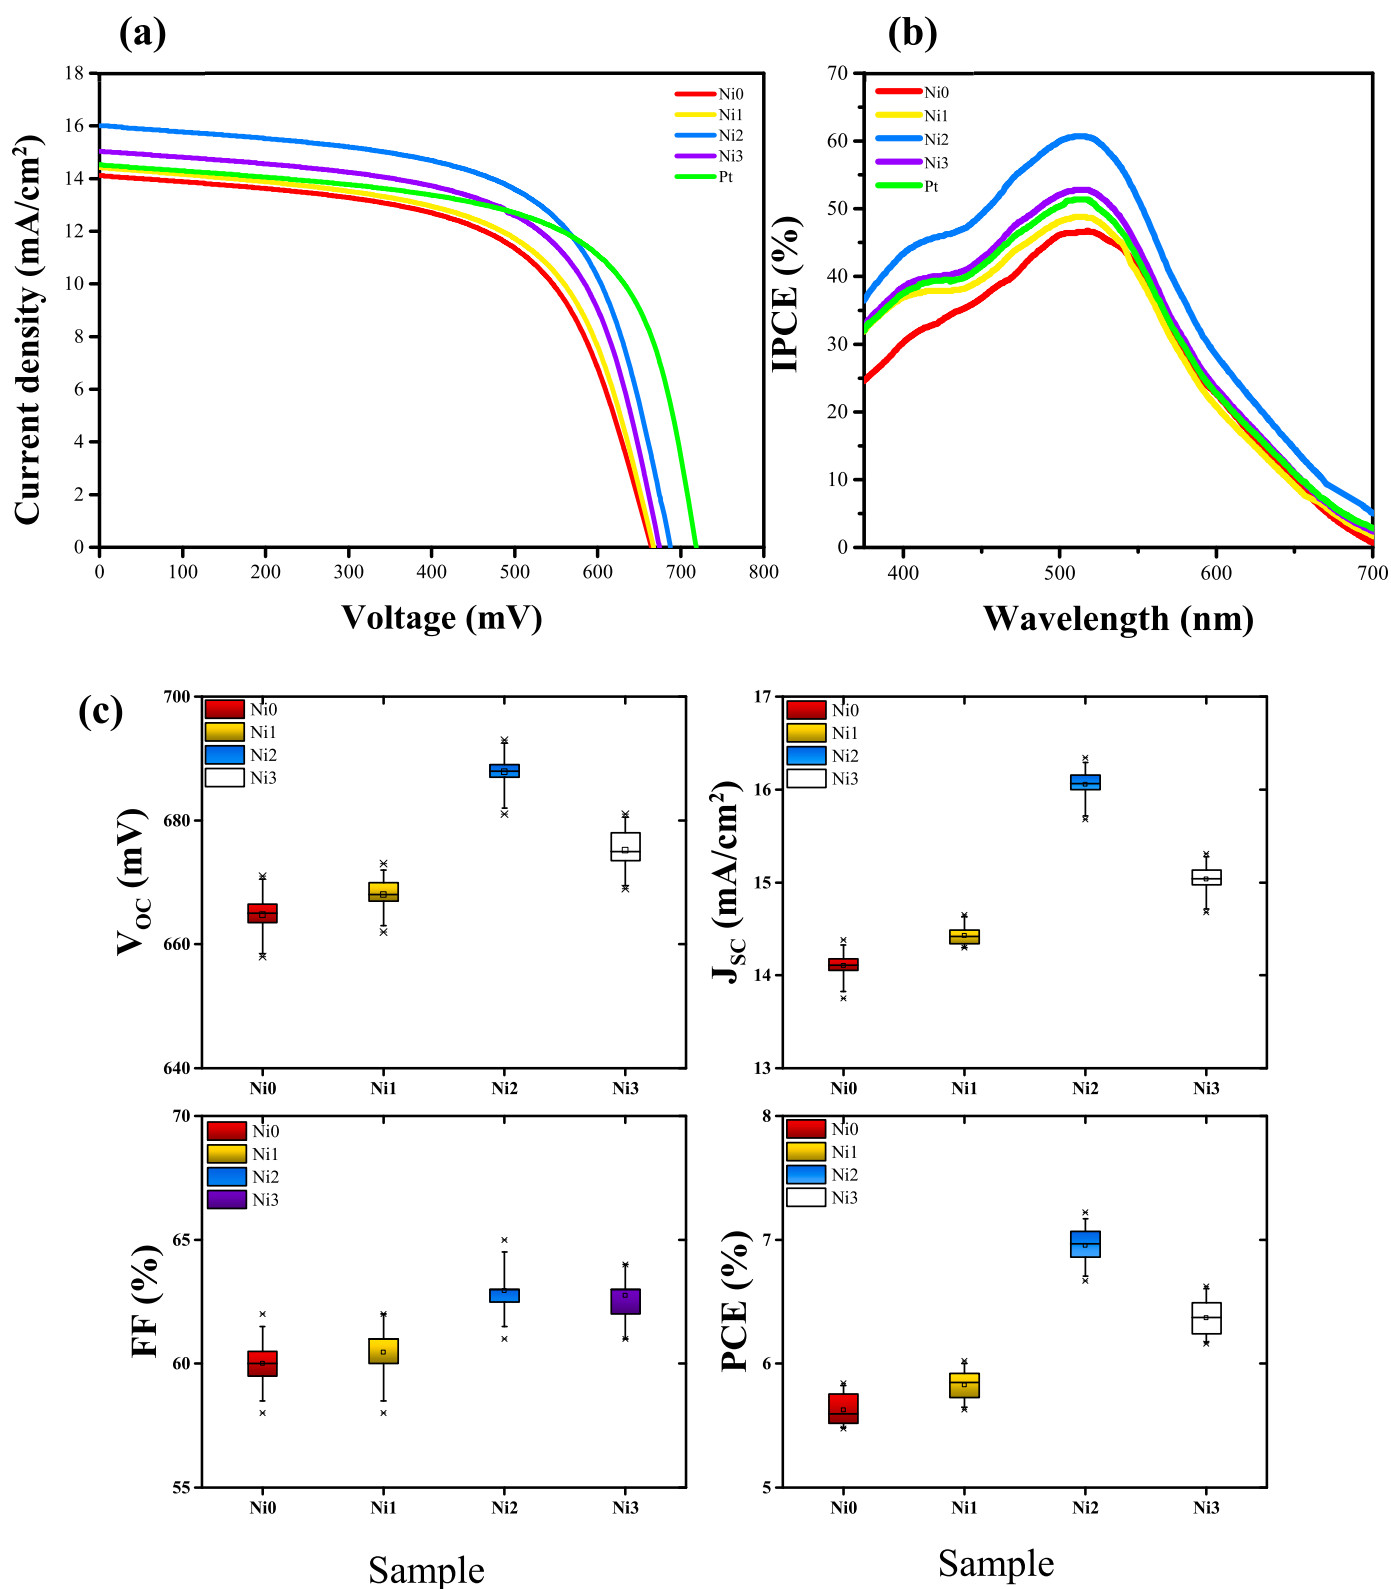 (a)
18
16
14
12
10
8
6
4
2
0
0 100 200 300 400 500 600 700 800
Current density (mA/cm²)
Voltage (mV)
Ni0
Ni1
Ni2
Ni3
Pt
(b)
70
60
50
40
30
20
10
0
400 500 600 700
IPCE (%)
Wavelength (nm)
Ni0
Ni1
Ni2
Ni3
Pt
(c)
700
680
660
640
V_OC (mV)
Ni0
Ni1
Ni2
Ni3
Ni0 Ni1 Ni2 Ni3
17
16
15
14
13
J_SC (mA/cm²)
Ni0
Ni1
Ni2
Ni3
Ni0 Ni1 Ni2 Ni3
70
65
60
55
FF (%)
Ni0
Ni1
Ni2
Ni3
Ni0 Ni1 Ni2 Ni3
Sample
8
7
6
5
PCE (%)
Ni0
Ni1
Ni2
Ni3
Ni0 Ni1 Ni2 Ni3
Sample